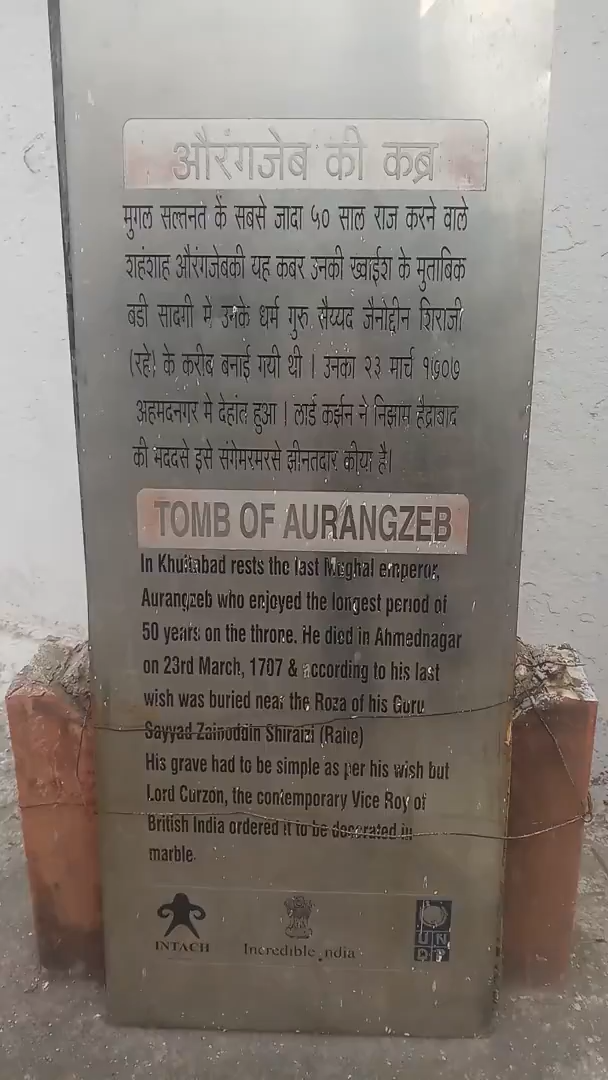 औरंगजेब की कब्र
मुगल सल्तनत कें सबसे जादा ५० साल राज करने वाले
शहंशाह औरंगजेबकी यह कबर उनकी ख्वाईश के मुताबिक
बडी सादगी में उनके धर्म गुरु सैय्यद जैनोद्दीन शिराजी
(रहे) के करीब बनाई गयी थी | उनका २३ मार्च १७०७
अहमदनगर मे देहांत हुआ | लार्ड कर्झन ने निझाम हैद्राबाद
की मददसे इसे संगेमरमरसे झीनतदार कीया है|
TOMB OF AURANGZEB
In Khultabad rests the last Mughal emperor,
Aurangzeb who enjoyed the longest period of
50 years on the throne. He died in Ahmednagar
on 23rd March, 1707 & according to his last
wish was buried near the Roza of his Guru
Sayyad Zainoddin Shirazi (Rahe)
His grave had to be simple as per his wish but
Lord Curzon, the contemporary Vice Roy of
British India ordered it to be decorated in
marble.
INTACH Incredible India UNDP